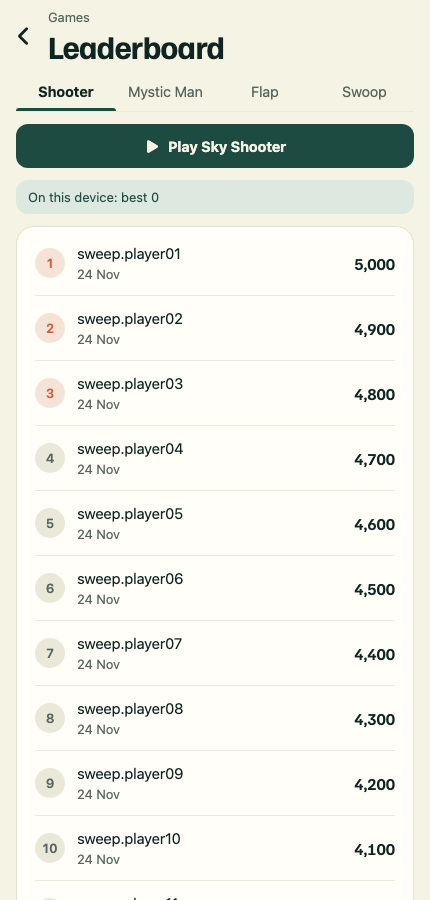 Games
Leaderboard
Shooter
Mystic Man
Flap
Swoop
Play Sky Shooter
On this device: best 0
1
sweep.player01
24 Nov
5,000
2
sweep.player02
24 Nov
4,900
3
sweep.player03
24 Nov
4,800
4
sweep.player04
24 Nov
4,700
5
sweep.player05
24 Nov
4,600
6
sweep.player06
24 Nov
4,500
7
sweep.player07
24 Nov
4,400
8
sweep.player08
24 Nov
4,300
9
sweep.player09
24 Nov
4,200
10
sweep.player10
24 Nov
4,100